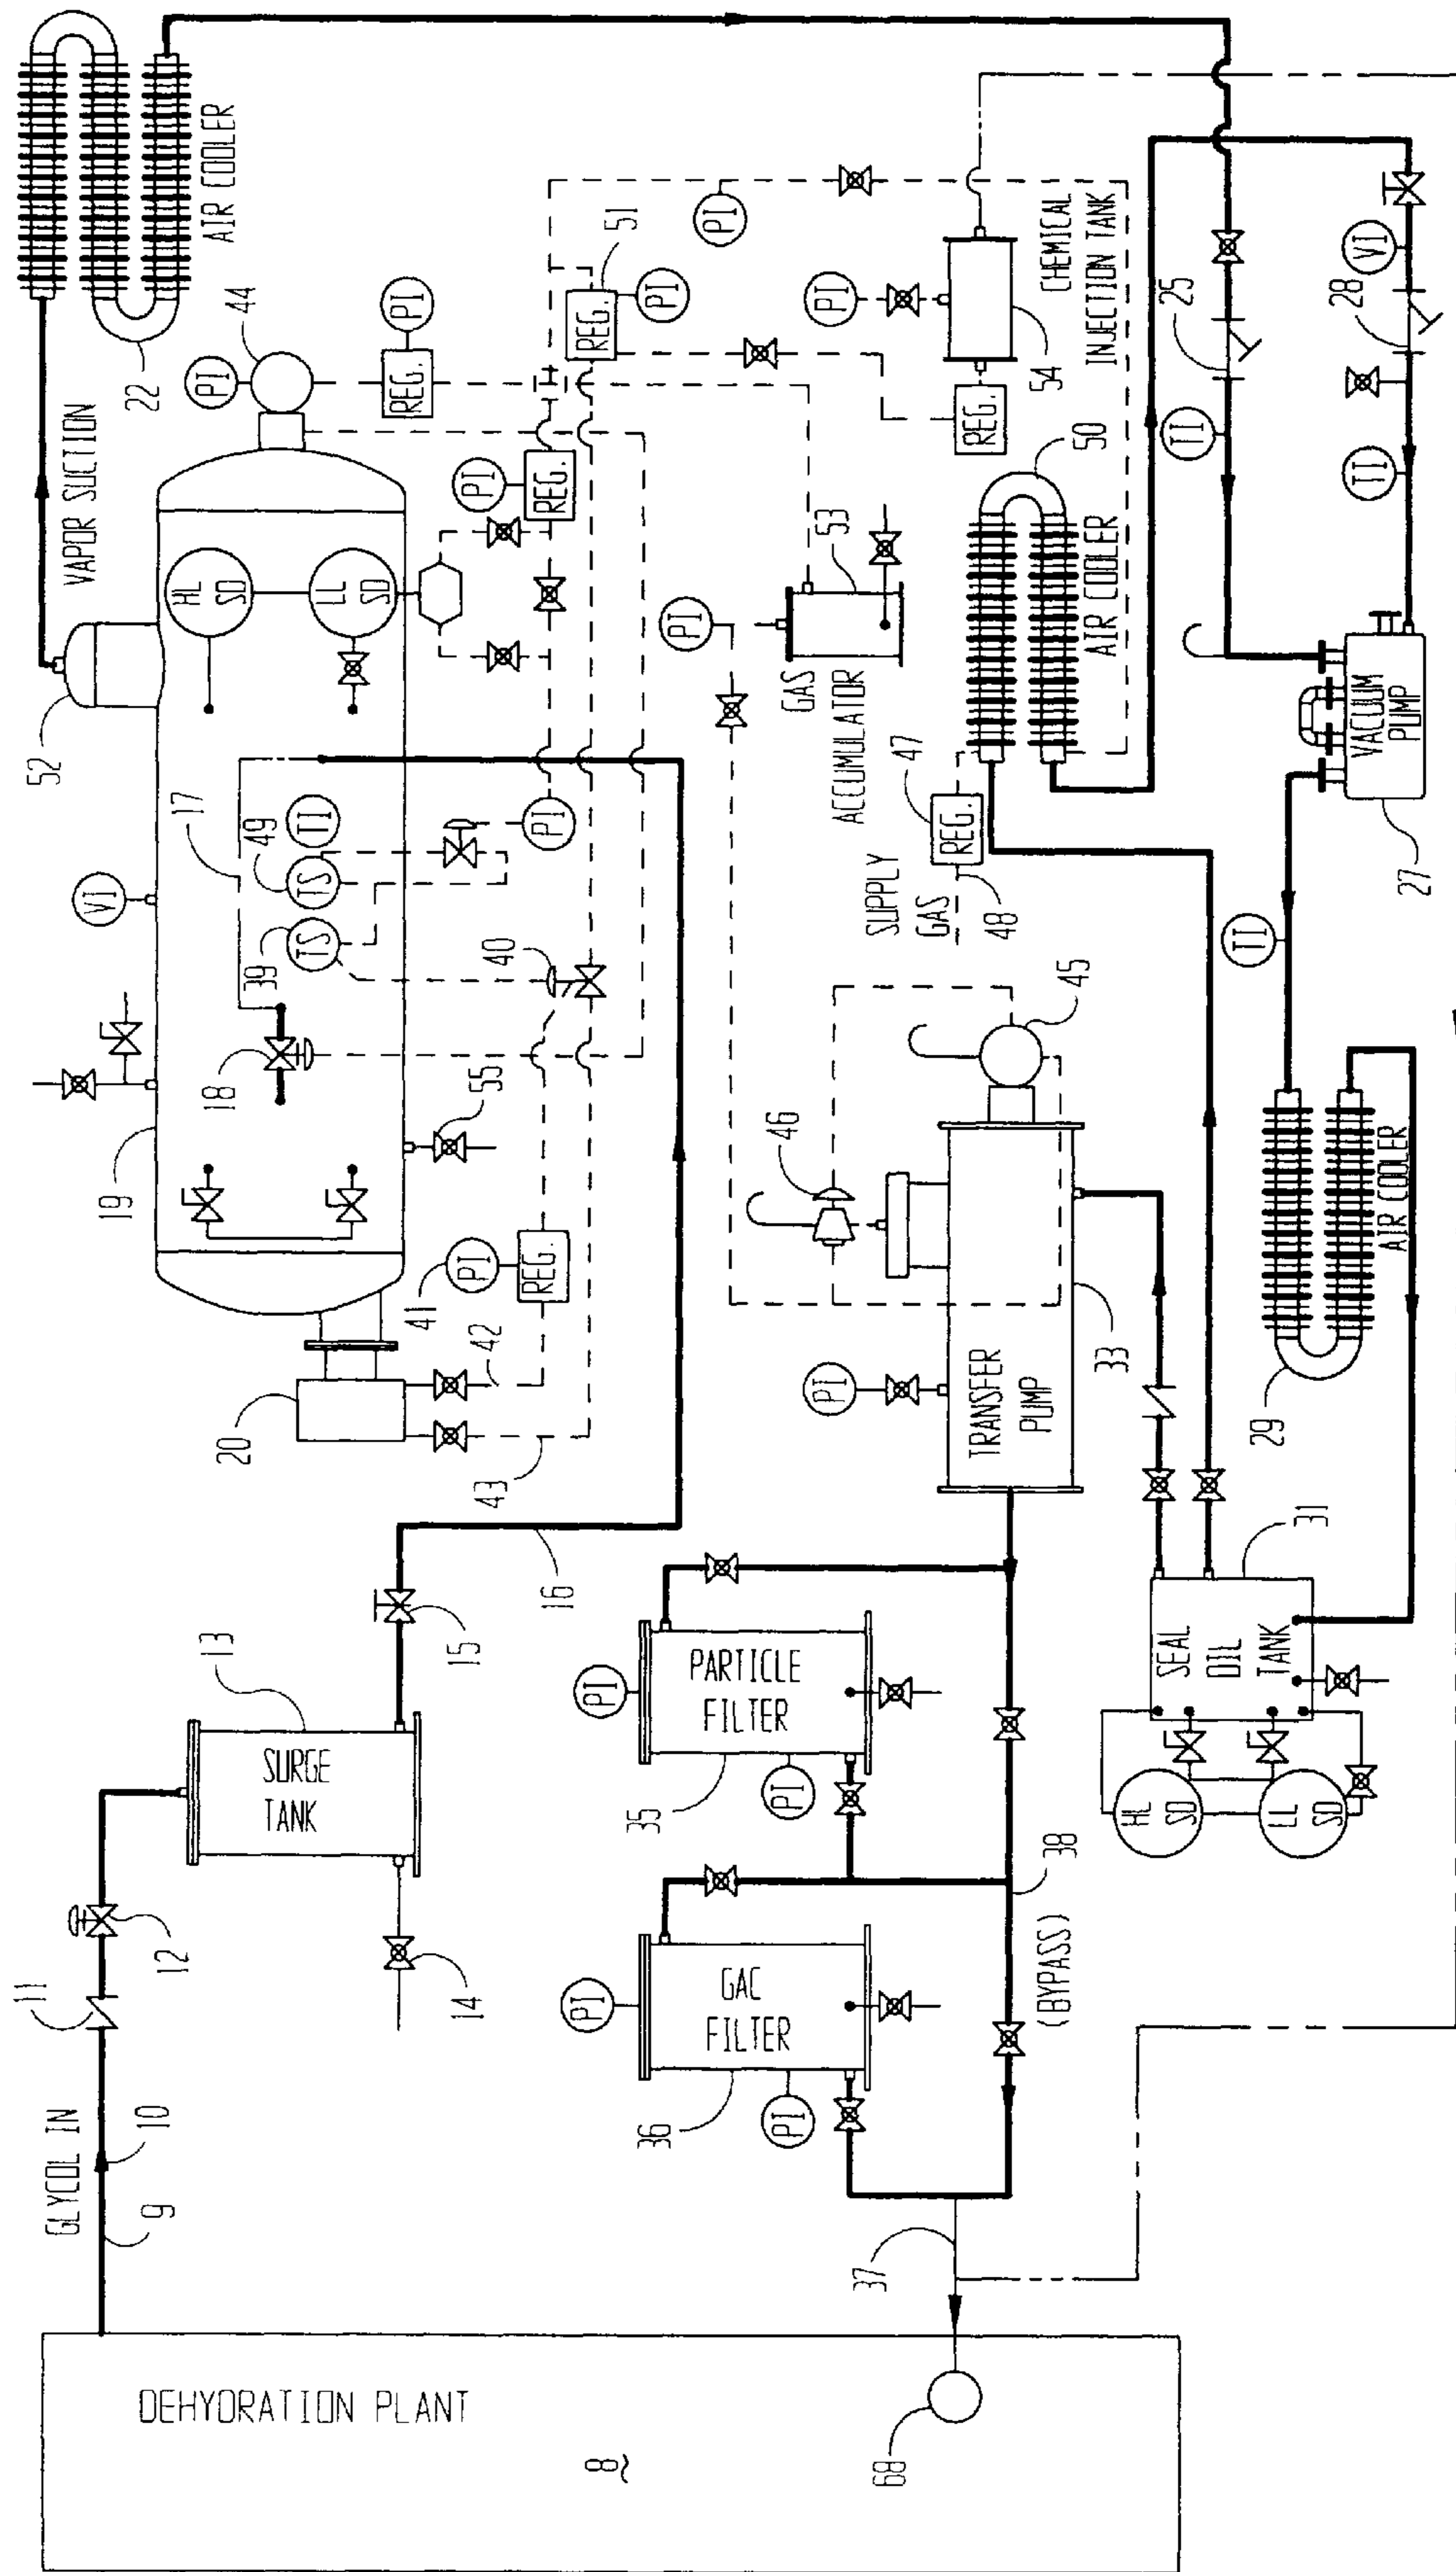 GLYCOL IN
9
10
11
12
13
SURGE
TANK
14
15
16
17
18
19
20
VI
39
TS
49
TS
TI
40
41
PI
REG.
42
43
55
PI
52
VAPOR SUCTION
HL
SD
LL
SD
PI
REG.
PI
44
REG.
PI
22
AIR COOLER
REG.
51
PI
PI
PI
CHEMICAL
INJECTION TANK
54
REG.
53
GAS
ACCUMULATOR
PI
SUPPLY
GAS
47
REG.
48
50
AIR COOLER
25
TI
VI
28
TI
VACUUM
PUMP
27
TI
29
AIR COOLER
31
SEAL
OIL
TANK
HL
SD
LL
SD
45
46
PI
TRANSFER
PUMP
33
PARTICLE
FILTER
PI
PI
35
GAC
FILTER
PI
PI
36
38
(BYPASS)
37
DEHYDRATION PLANT
8
68